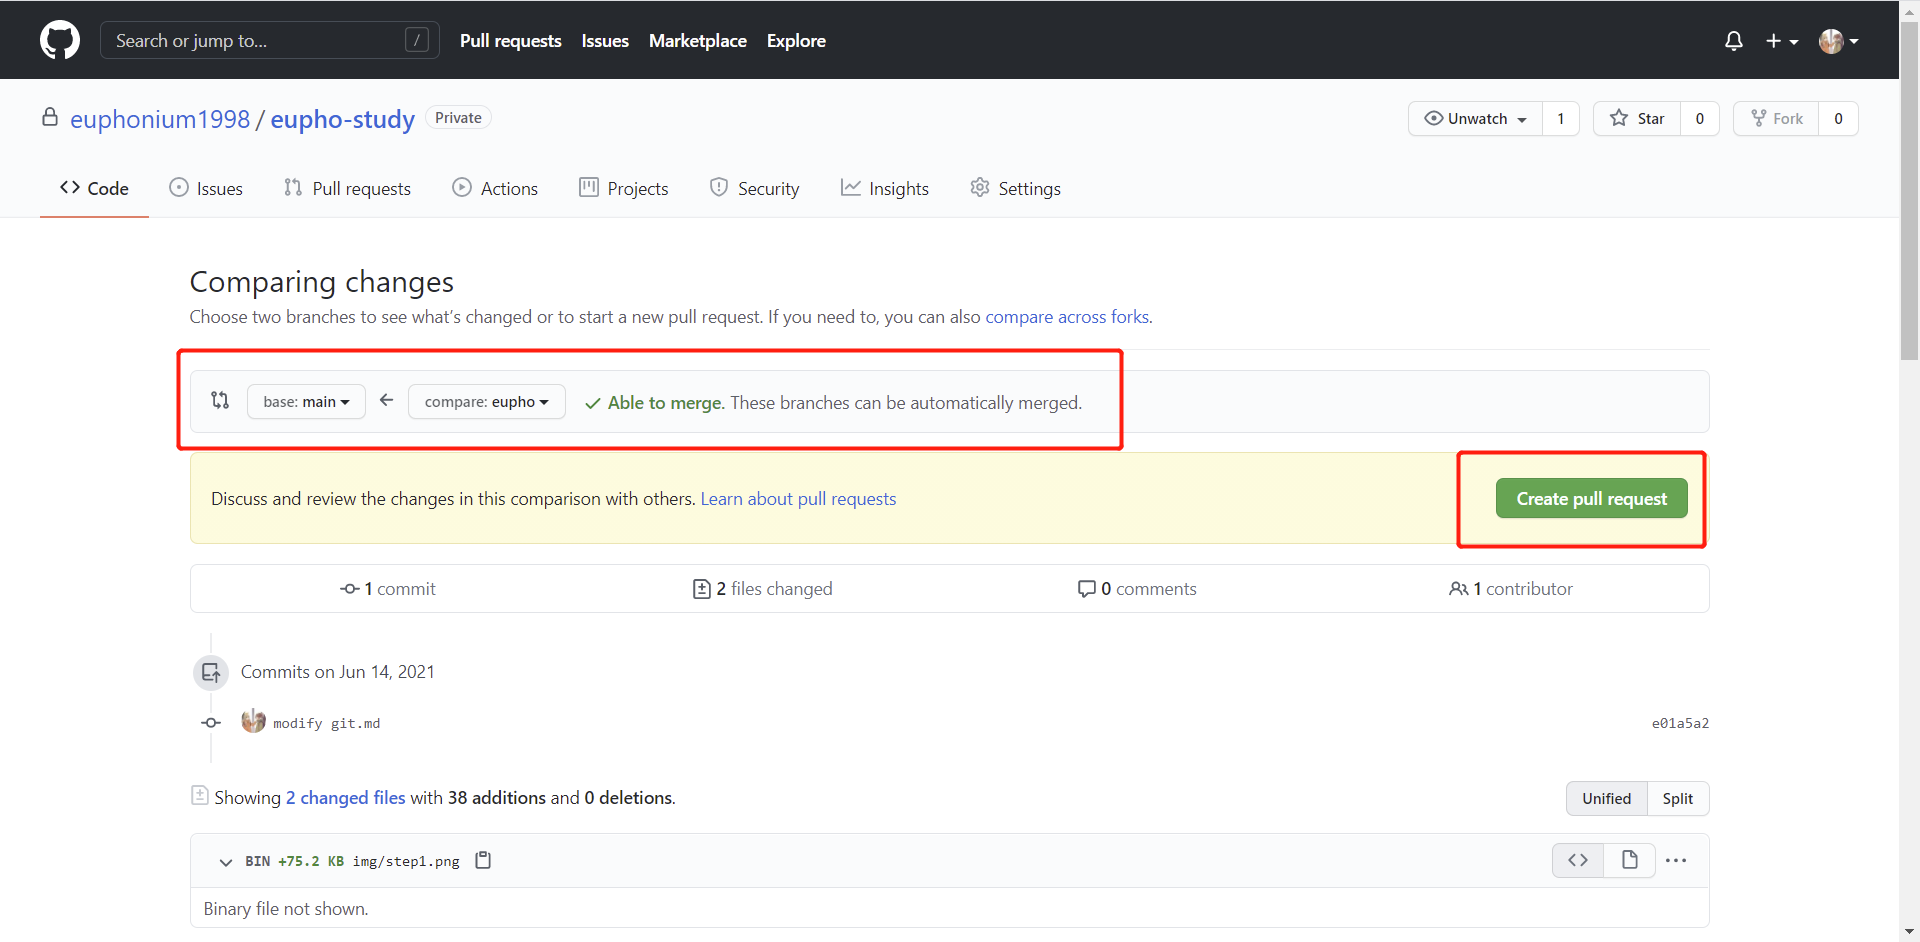 Search or jump to... / Pull requests Issues Marketplace Explore
euphonium1998 / eupho-study Private Unwatch 1 Star 0 Fork 0
Code Issues Pull requests Actions Projects Security Insights Settings
Comparing changes
Choose two branches to see what's changed or to start a new pull request. If you need to, you can also compare across forks.
base: main compare: eupho Able to merge. These branches can be automatically merged.
Discuss and review the changes in this comparison with others. Learn about pull requests Create pull request
1 commit 2 files changed 0 comments 1 contributor
Commits on Jun 14, 2021
modify git.md e01a5a2
Showing 2 changed files with 38 additions and 0 deletions. Unified Split
BIN +75.2 KB img/step1.png
Binary file not shown.